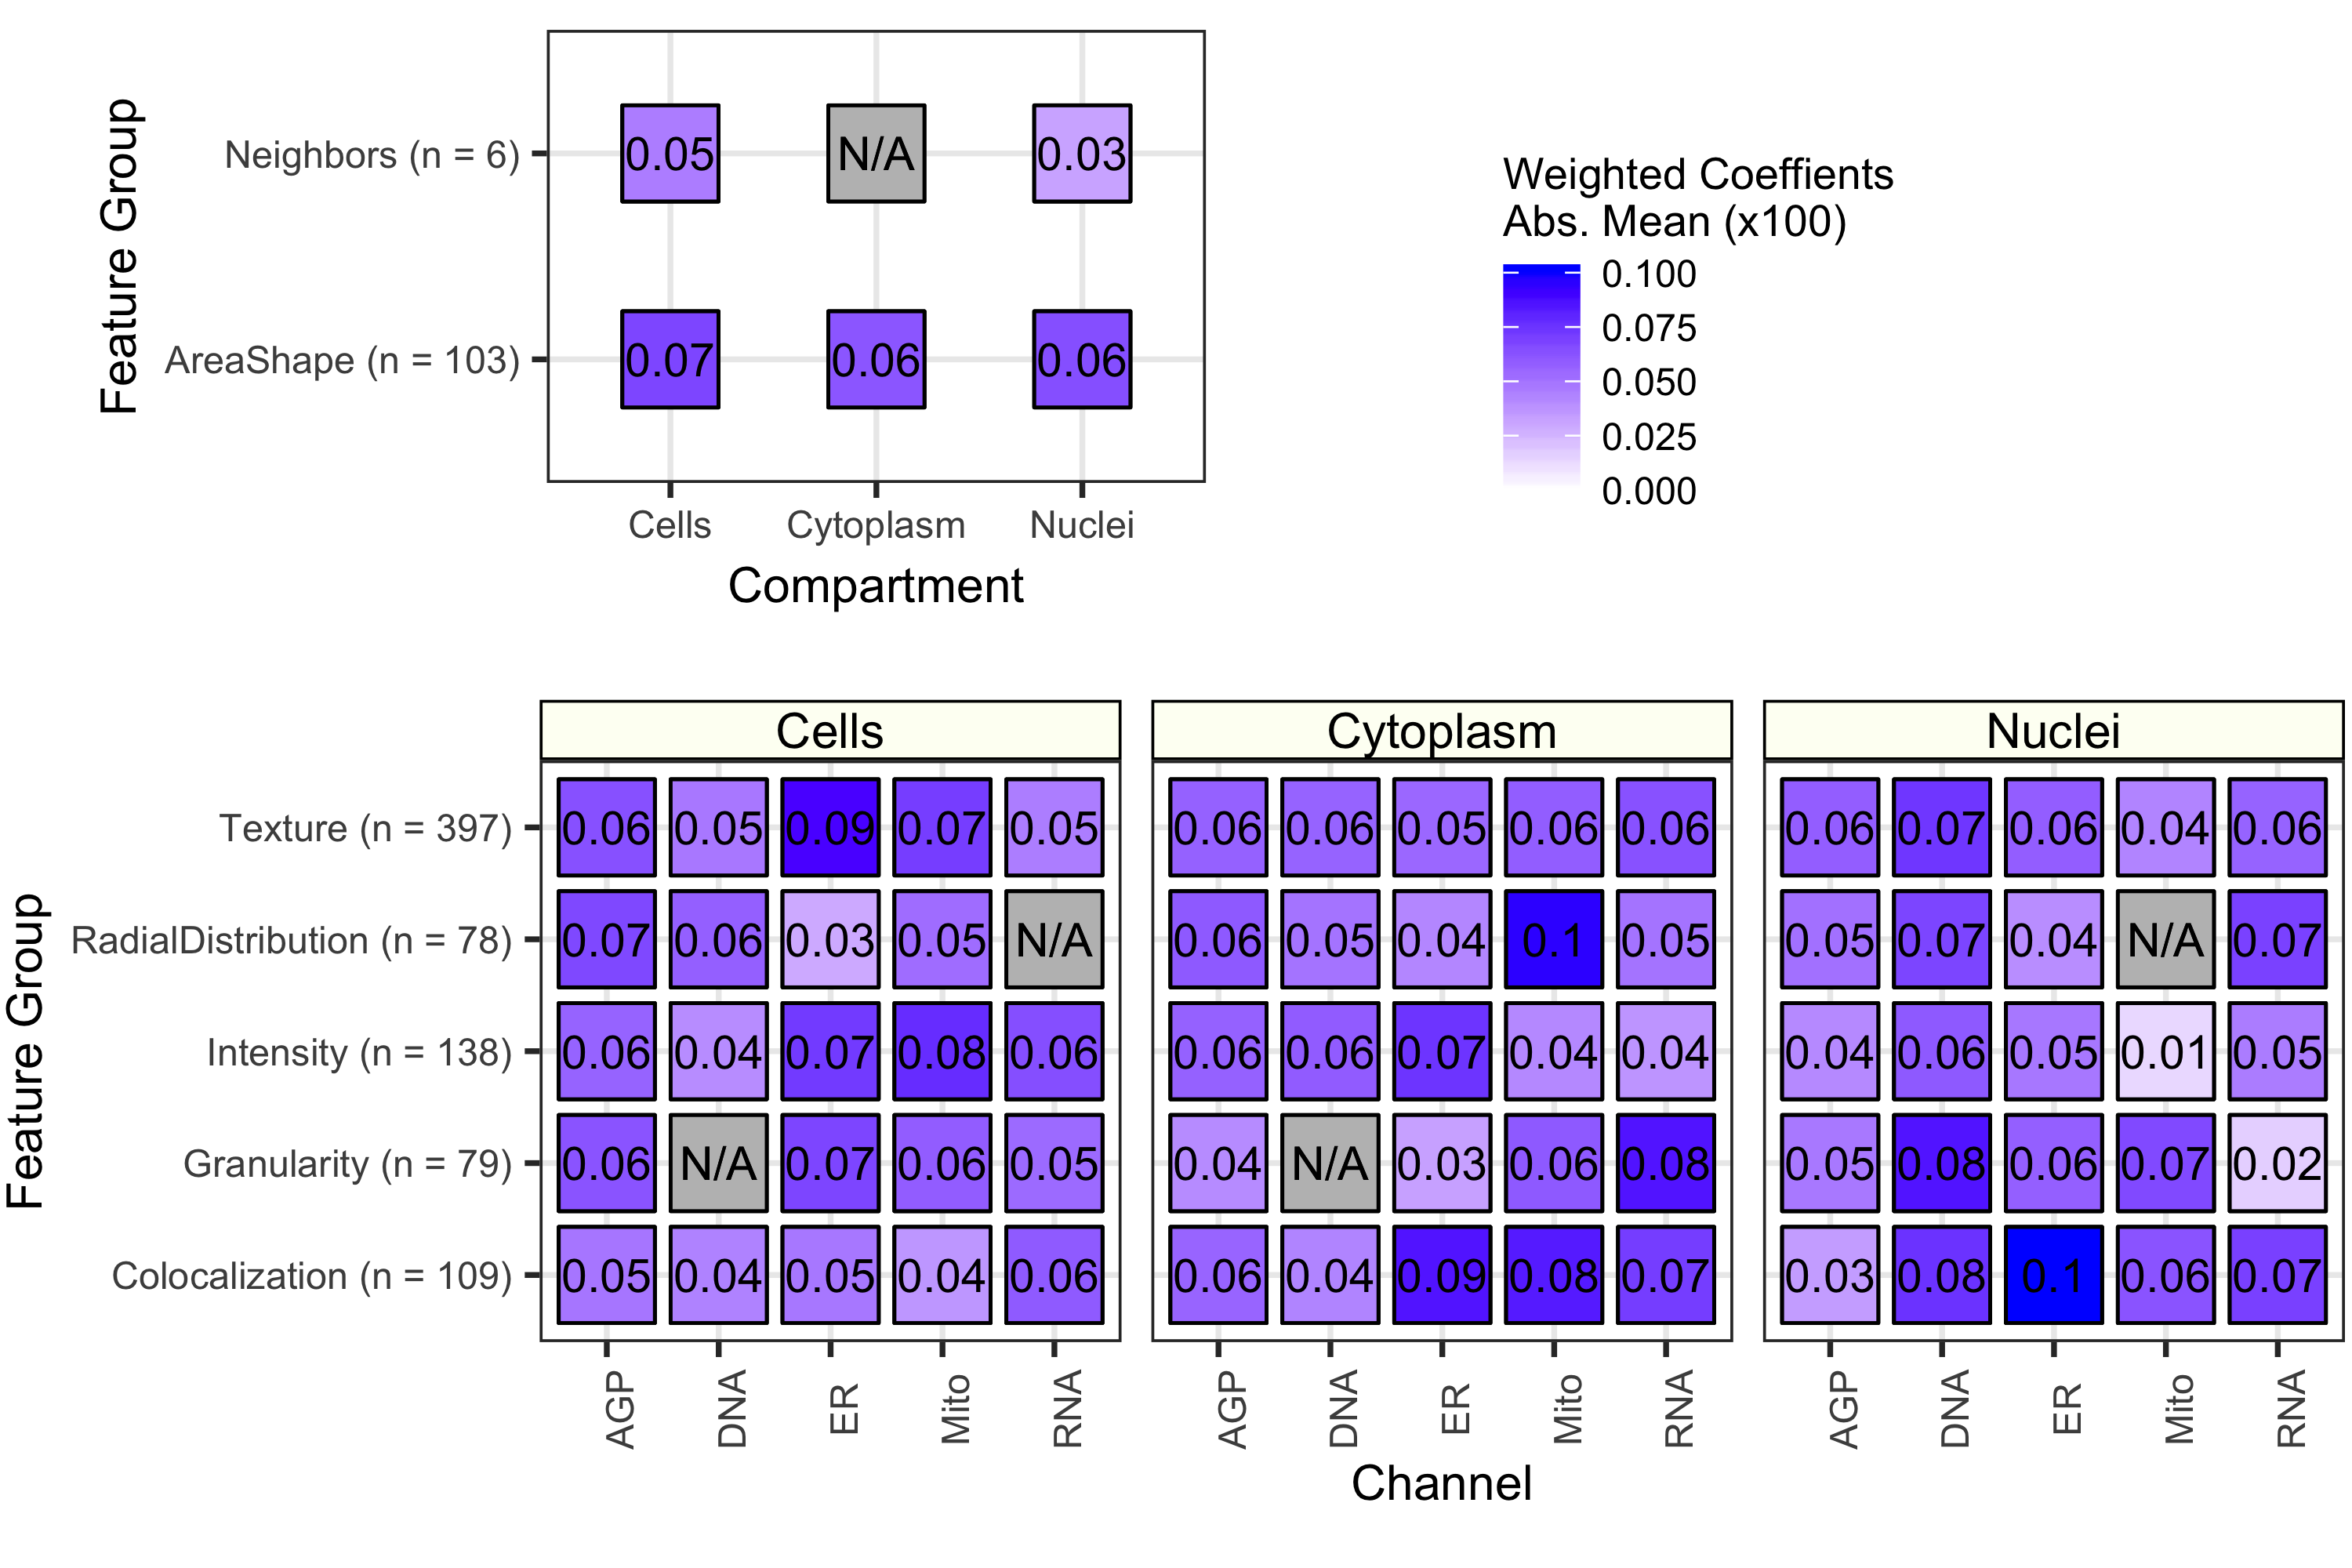 Feature Group
Neighbors (n = 6)
0.05 N/A 0.03
AreaShape (n = 103)
0.07 0.06 0.06
Cells Cytoplasm Nuclei
Compartment
Weighted Coeffients
Abs. Mean (x100)
0.100
0.075
0.050
0.025
0.000
Cells Cytoplasm Nuclei
Feature Group
Texture (n = 397) 0.06 0.05 0.09 0.07 0.05 0.06 0.06 0.05 0.06 0.06 0.06 0.07 0.06 0.04 0.06
RadialDistribution (n = 78) 0.07 0.06 0.03 0.05 N/A 0.06 0.05 0.04 0.1 0.05 0.05 0.07 0.04 N/A 0.07
Intensity (n = 138) 0.06 0.04 0.07 0.08 0.06 0.06 0.06 0.07 0.04 0.04 0.04 0.06 0.05 0.01 0.05
Granularity (n = 79) 0.06 N/A 0.07 0.06 0.05 0.04 N/A 0.03 0.06 0.08 0.05 0.08 0.06 0.07 0.02
Colocalization (n = 109) 0.05 0.04 0.05 0.04 0.06 0.06 0.04 0.09 0.08 0.07 0.03 0.08 0.1 0.06 0.07
AGP DNA ER Mito RNA AGP DNA ER Mito RNA AGP DNA ER Mito RNA
Channel